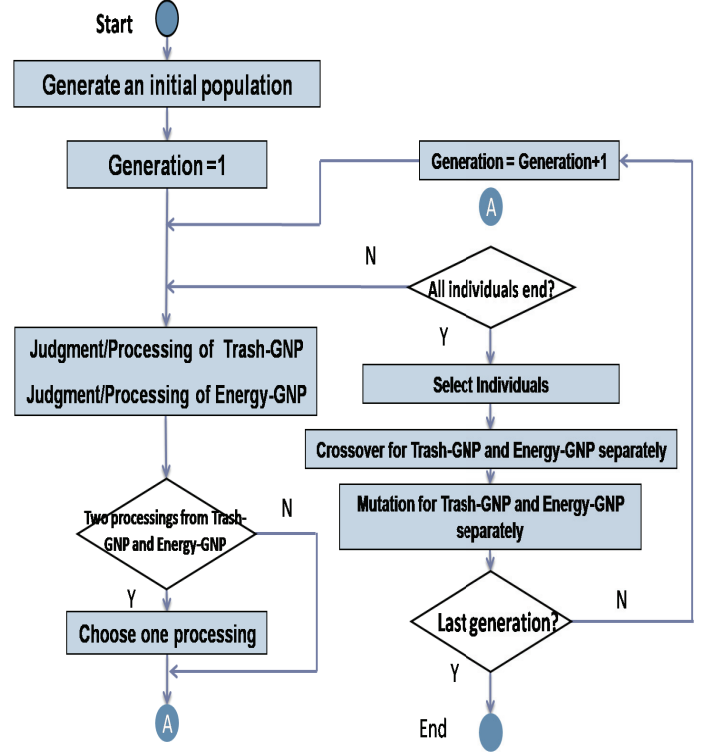 Start
Generate an initial population
Generation =1
Judgment/Processing of Trash-GNP
Judgment/Processing of Energy-GNP
Two processings from Trash-
GNP and Energy-GNP
N
Y
Choose one processing
A
Generation = Generation+1
A
N
All individuals end?
Y
Select Individuals
Crossover for Trash-GNP and Energy-GNP separately
Mutation for Trash-GNP and Energy-GNP
separately
Last generation?
N
Y
End